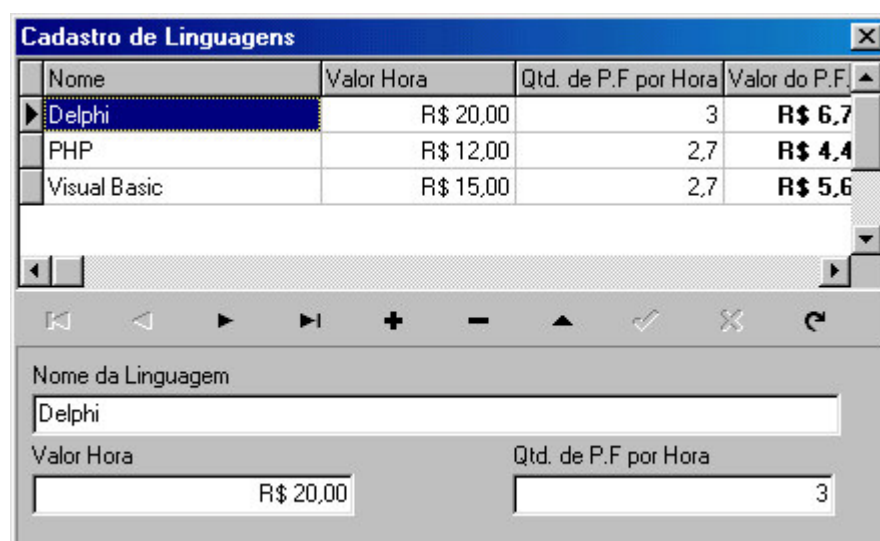 Cadastro de Linguagens
Nome Valor Hora Qtd. de P.F por Hora Valor do P.F.
Delphi R$ 20,00 3 R$ 6,7
PHP R$ 12,00 2,7 R$ 4,4
Visual Basic R$ 15,00 2,7 R$ 5,6
Nome da Linguagem
Delphi
Valor Hora Qtd. de P.F por Hora
R$ 20,00 3